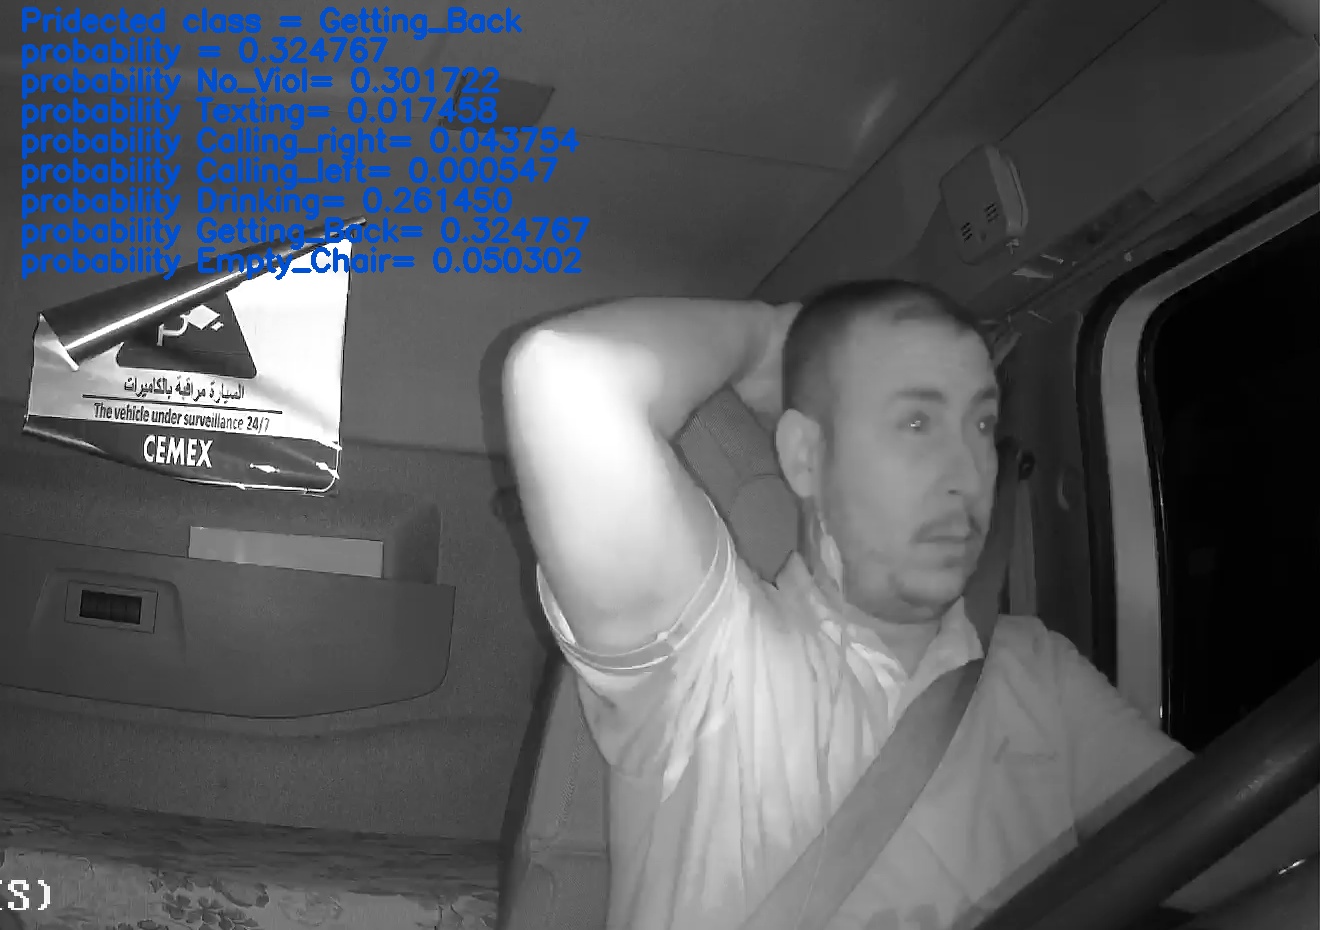 Pridected class = Getting_Back
probability = 0.324767
probability No_Viol= 0.301722
probability Texting= 0.017458
probability Calling_right= 0.043754
probability Calling_left= 0.000547
probability Drinking= 0.261450
probability Getting_Back= 0.324767
probability Empty_Chair= 0.050302
السيارة مراقبة بالكاميرات
The vehicle under surveillance 24/7
CEMEX
S)